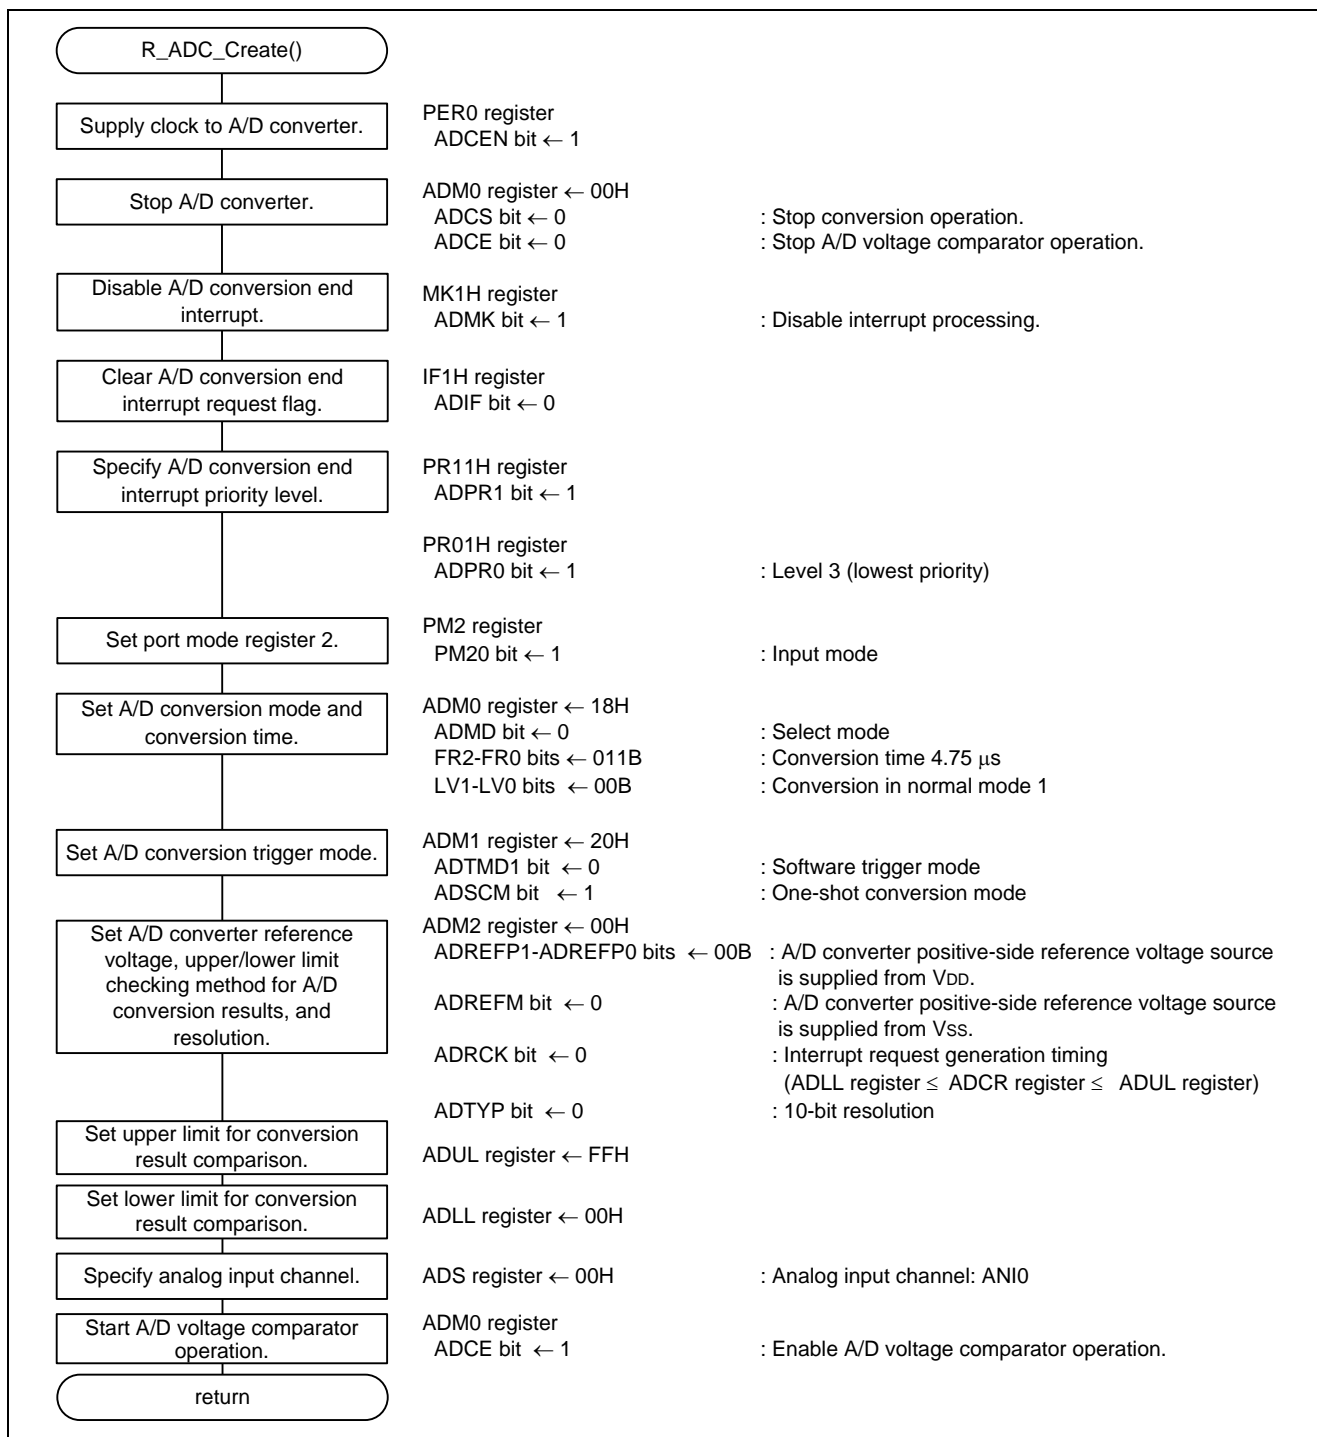 R_ADC_Create()
Supply clock to A/D converter.
PER0 register
ADCEN bit ← 1
Stop A/D converter.
ADM0 register ← 00H
ADCS bit ← 0 : Stop conversion operation.
ADCE bit ← 0 : Stop A/D voltage comparator operation.
Disable A/D conversion end
interrupt.
MK1H register
ADMK bit ← 1 : Disable interrupt processing.
Clear A/D conversion end
interrupt request flag.
IF1H register
ADIF bit ← 0
Specify A/D conversion end
interrupt priority level.
PR11H register
ADPR1 bit ← 1
PR01H register
ADPR0 bit ← 1 : Level 3 (lowest priority)
Set port mode register 2.
PM2 register
PM20 bit ← 1 : Input mode
Set A/D conversion mode and
conversion time.
ADM0 register ← 18H
ADMD bit ← 0 : Select mode
FR2-FR0 bits ← 011B : Conversion time 4.75 μs
LV1-LV0 bits ← 00B : Conversion in normal mode 1
Set A/D conversion trigger mode.
ADM1 register ← 20H
ADTMD1 bit ← 0 : Software trigger mode
ADSCM bit ← 1 : One-shot conversion mode
Set A/D converter reference
voltage, upper/lower limit
checking method for A/D
conversion results, and
resolution.
ADM2 register ← 00H
ADREFP1-ADREFP0 bits ← 00B : A/D converter positive-side reference voltage source
is supplied from VDD.
ADREFM bit ← 0 : A/D converter positive-side reference voltage source
is supplied from VSS.
ADRCK bit ← 0 : Interrupt request generation timing
(ADLL register ≤ ADCR register ≤ ADUL register)
ADTYP bit ← 0 : 10-bit resolution
Set upper limit for conversion
result comparison.
ADUL register ← FFH
Set lower limit for conversion
result comparison.
ADLL register ← 00H
Specify analog input channel.
ADS register ← 00H : Analog input channel: ANI0
Start A/D voltage comparator
operation.
ADM0 register
ADCE bit ← 1 : Enable A/D voltage comparator operation.
return